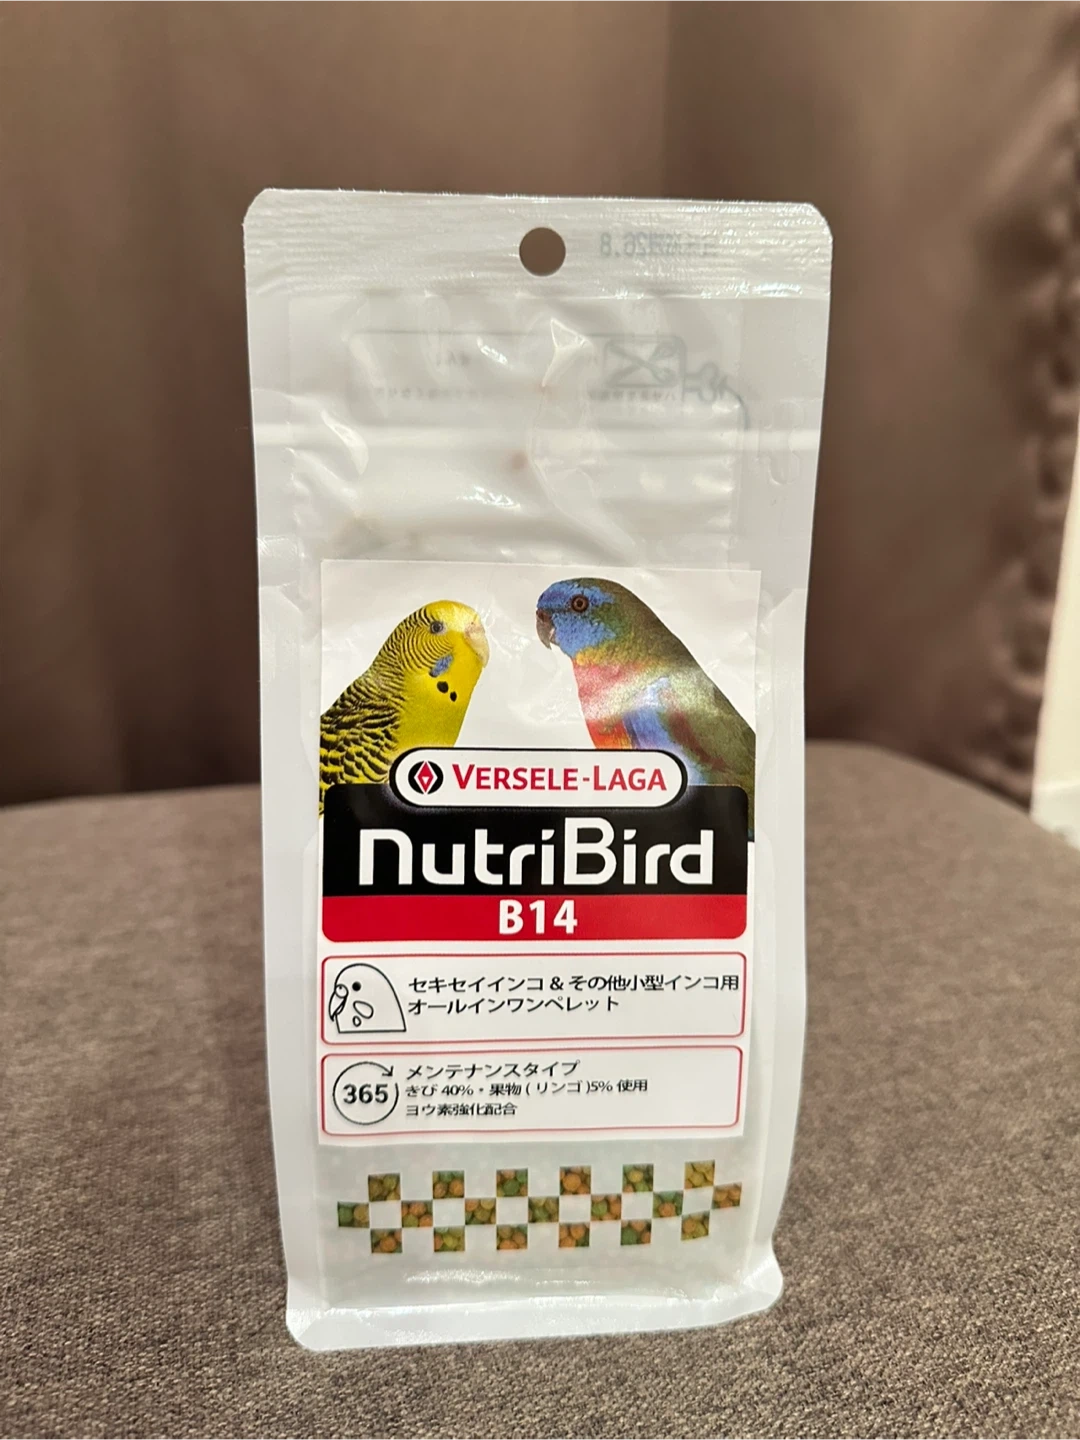 VERSELE-LAGA
nutriBird
B14
セキセイインコ & その他小型インコ用
オールインワンペレット
365
メンテナンスタイプ
きび 40%・果物 ( リンゴ )5% 使用
ヨウ素強化配合